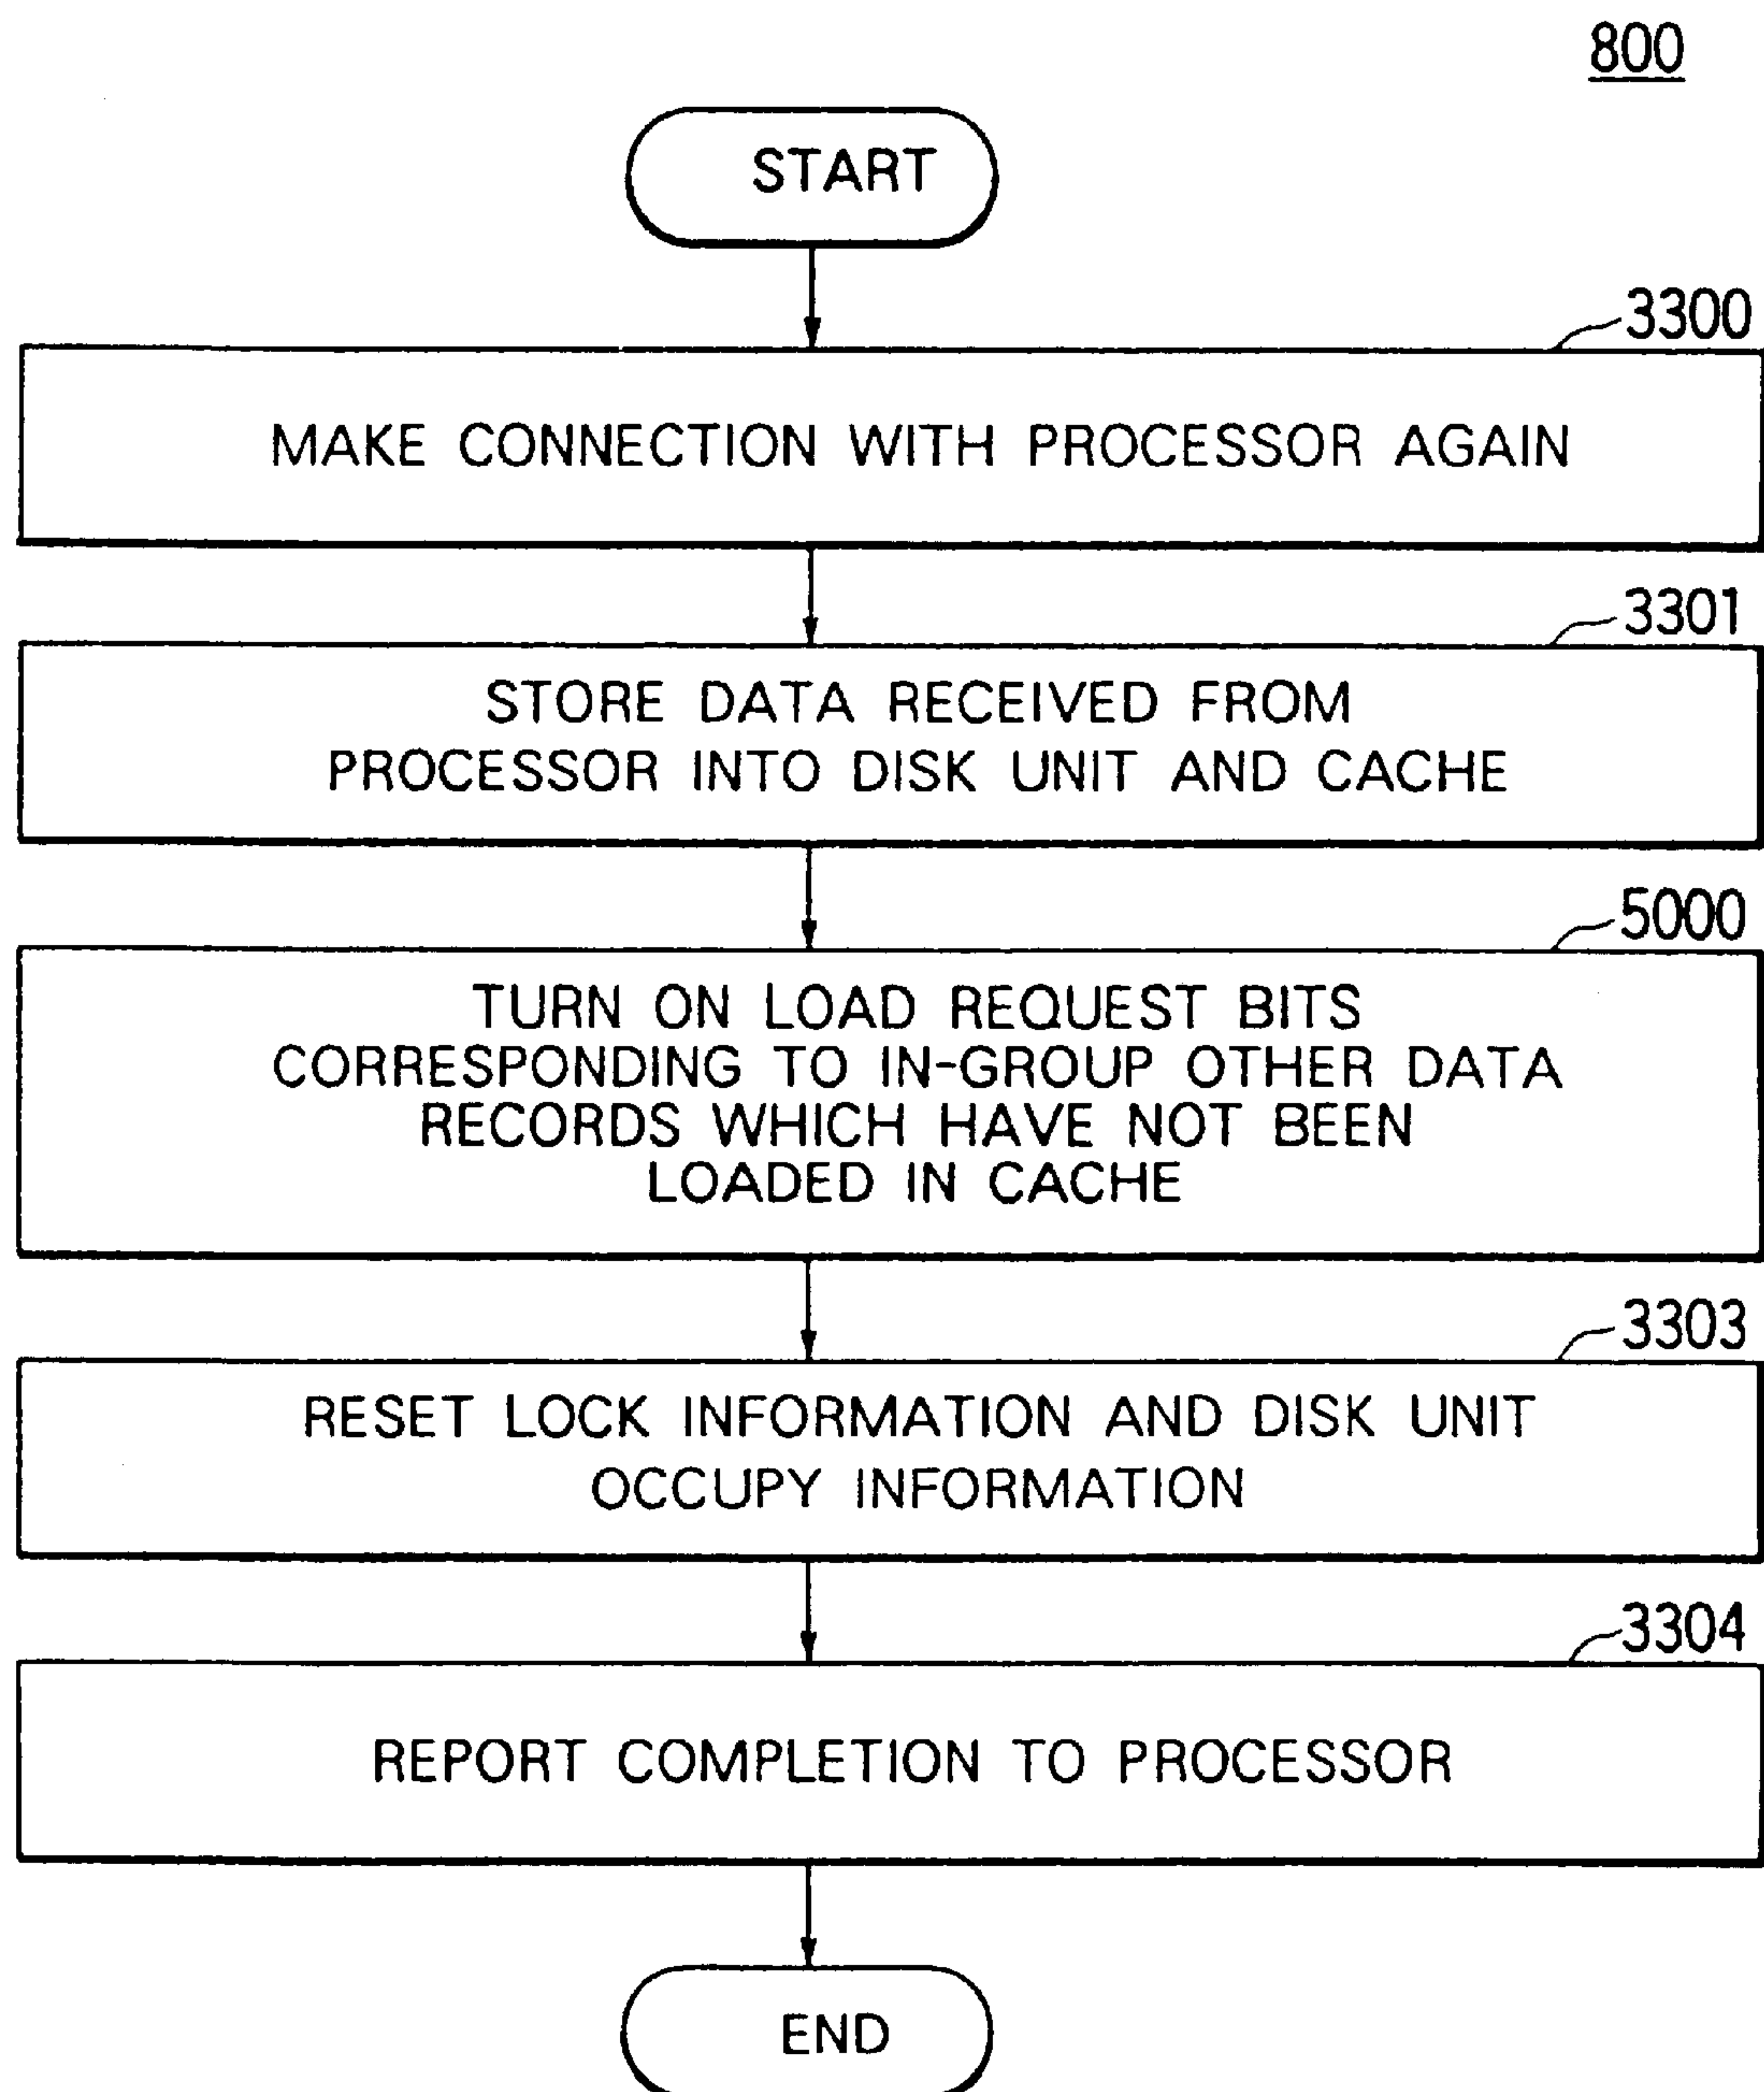 800
START
3300
MAKE CONNECTION WITH PROCESSOR AGAIN
3301
STORE DATA RECEIVED FROM
PROCESSOR INTO DISK UNIT AND CACHE
5000
TURN ON LOAD REQUEST BITS
CORRESPONDING TO IN-GROUP OTHER DATA
RECORDS WHICH HAVE NOT BEEN
LOADED IN CACHE
3303
RESET LOCK INFORMATION AND DISK UNIT
OCCUPY INFORMATION
3304
REPORT COMPLETION TO PROCESSOR
END